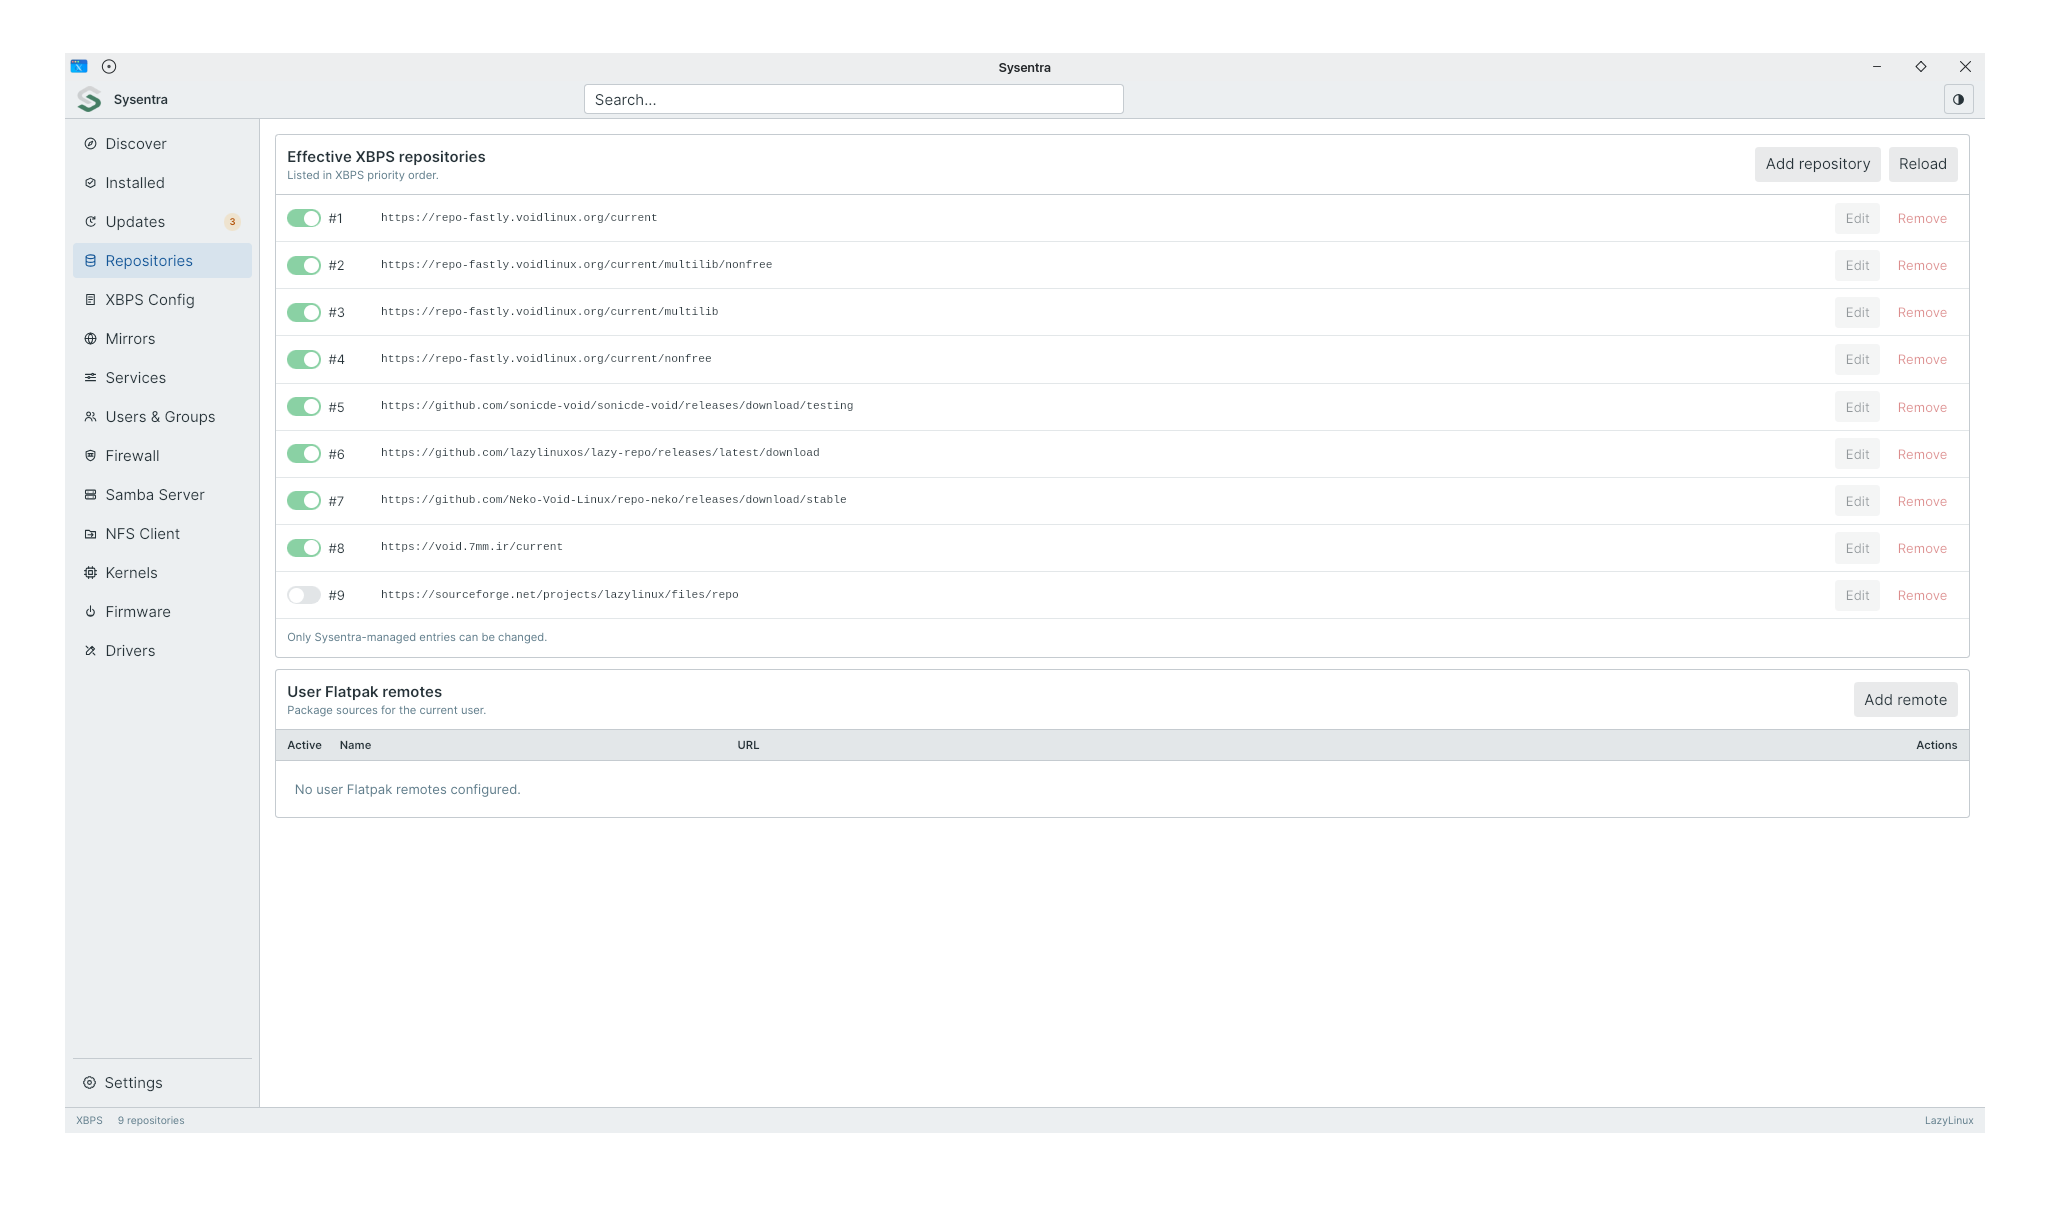 Sysentra
Sysentra
Search...
Discover
Installed
Updates 3
Repositories
XBPS Config
Mirrors
Services
Users & Groups
Firewall
Samba Server
NFS Client
Kernels
Firmware
Drivers
Settings
Effective XBPS repositories
Listed in XBPS priority order.
Add repository Reload
#1 https://repo-fastly.voidlinux.org/current Edit Remove
#2 https://repo-fastly.voidlinux.org/current/multilib/nonfree Edit Remove
#3 https://repo-fastly.voidlinux.org/current/multilib Edit Remove
#4 https://repo-fastly.voidlinux.org/current/nonfree Edit Remove
#5 https://github.com/sonicde-void/sonicde-void/releases/download/testing Edit Remove
#6 https://github.com/lazylinuxos/lazy-repo/releases/latest/download Edit Remove
#7 https://github.com/Neko-Void-Linux/repo-neko/releases/download/stable Edit Remove
#8 https://void.7mm.ir/current Edit Remove
#9 https://sourceforge.net/projects/lazylinux/files/repo Edit Remove
Only Sysentra-managed entries can be changed.
User Flatpak remotes
Package sources for the current user.
Add remote
Active Name URL Actions
No user Flatpak remotes configured.
XBPS 9 repositories LazyLinux